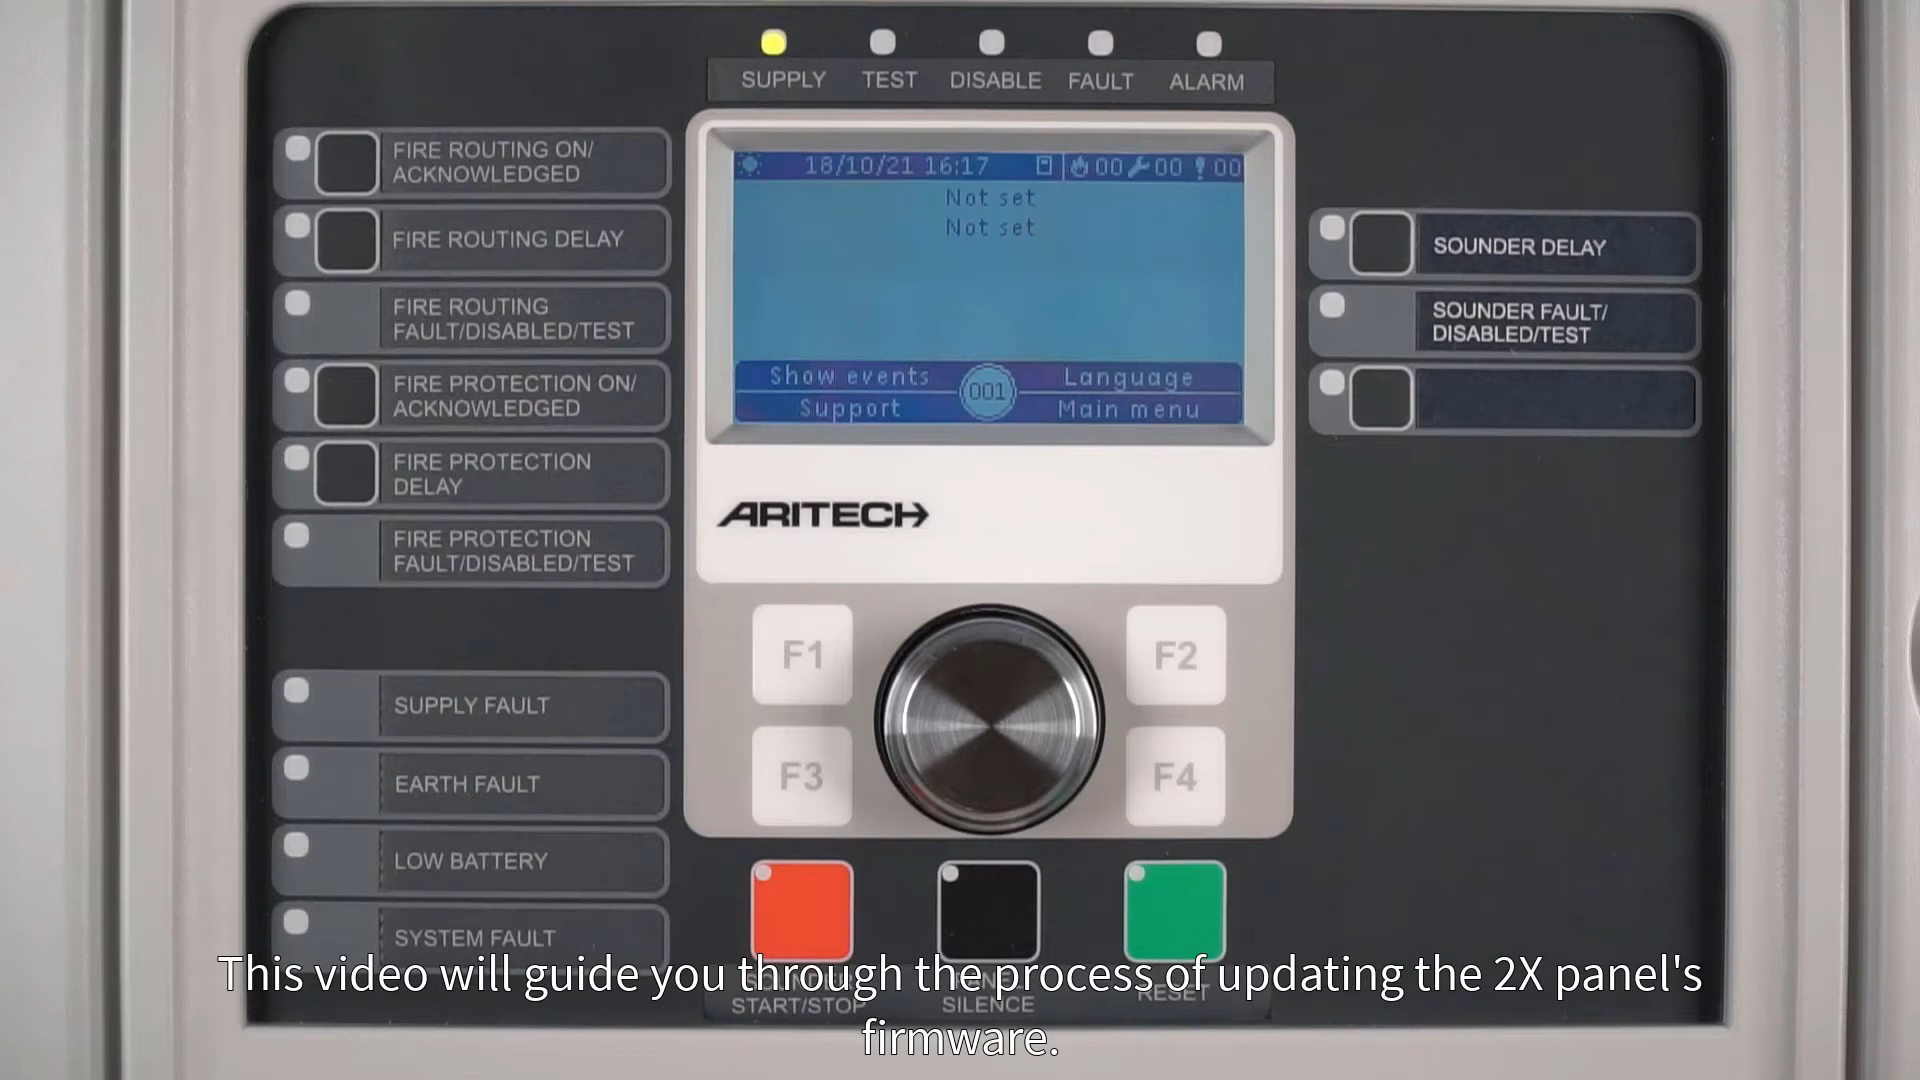 SUPPLY TEST DISABLE FAULT ALARM
FIRE ROUTING ON/
ACKNOWLEDGED
FIRE ROUTING DELAY
FIRE ROUTING
FAULT/DISABLED/TEST
FIRE PROTECTION ON/
ACKNOWLEDGED
FIRE PROTECTION
DELAY
FIRE PROTECTION
FAULT/DISABLED/TEST
SUPPLY FAULT
EARTH FAULT
LOW BATTERY
SYSTEM FAULT
18/10/21 16:17 00 00 00
Not set
Not set
Show events Language
001
Support Main menu
ARITECH
F1 F2
F3 F4
SOUNDER DELAY
SOUNDER FAULT/
DISABLED/TEST
SOUNDER
START/STOP
PANEL
SILENCE
RESET
This video will guide you through the process of updating the 2X panel's
firmware.